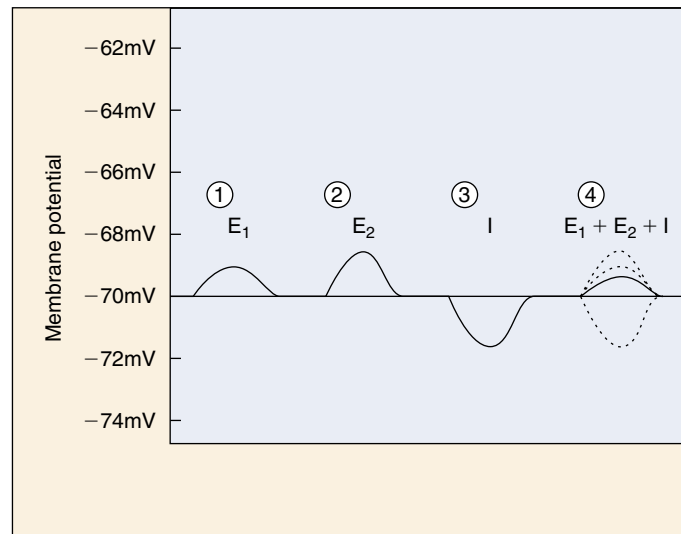 −62mV
−64mV
−66mV
−68mV
−70mV
−72mV
−74mV
Membrane potential
1 2 3 4
E₁ E₂ I E₁ + E₂ + I